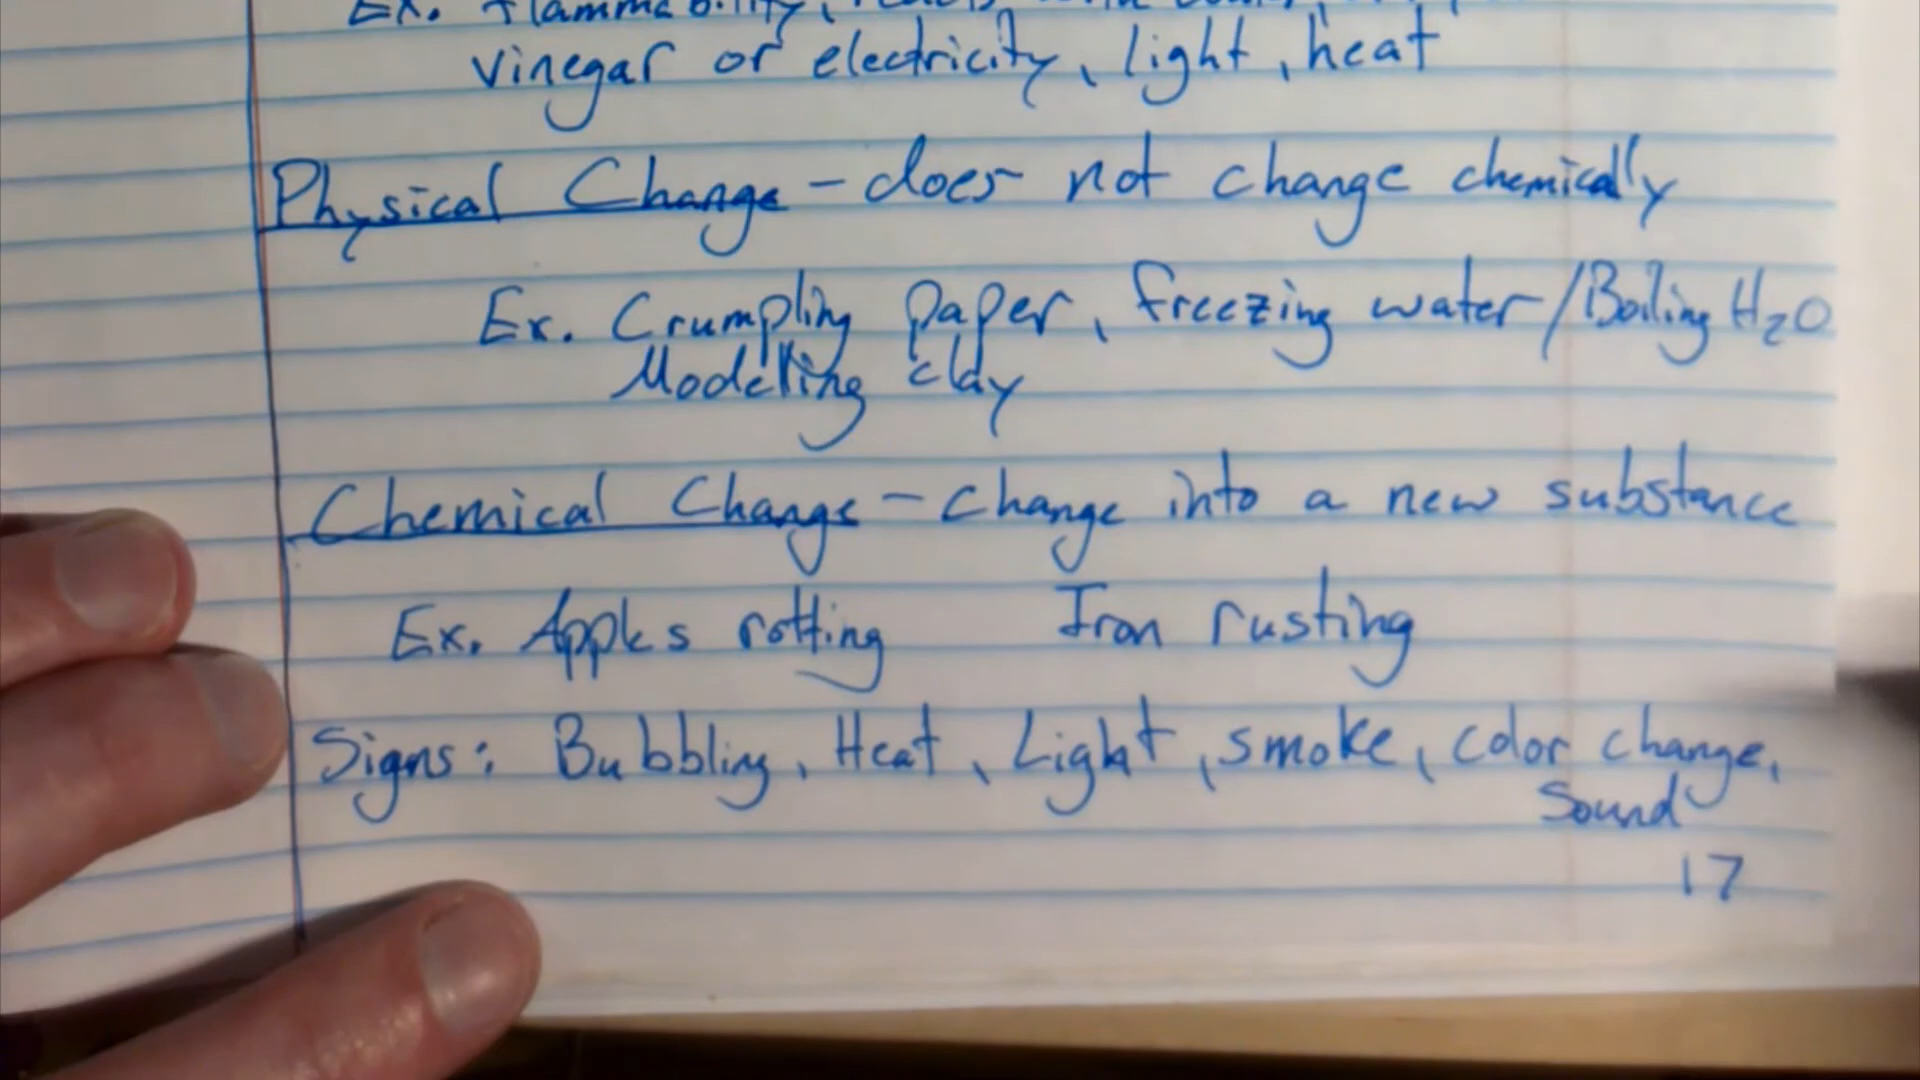 Ex. Flammability,
vinegar or electricity, light, heat
Physical Change - does not change chemically
Ex. Crumpling paper, freezing water/Boiling H2O
Modelling clay
Chemical Change - Change into a new substance
Ex. Apples rotting Iron rusting
Signs: Bubbling, Heat, Light, smoke, color change,
Sound
17